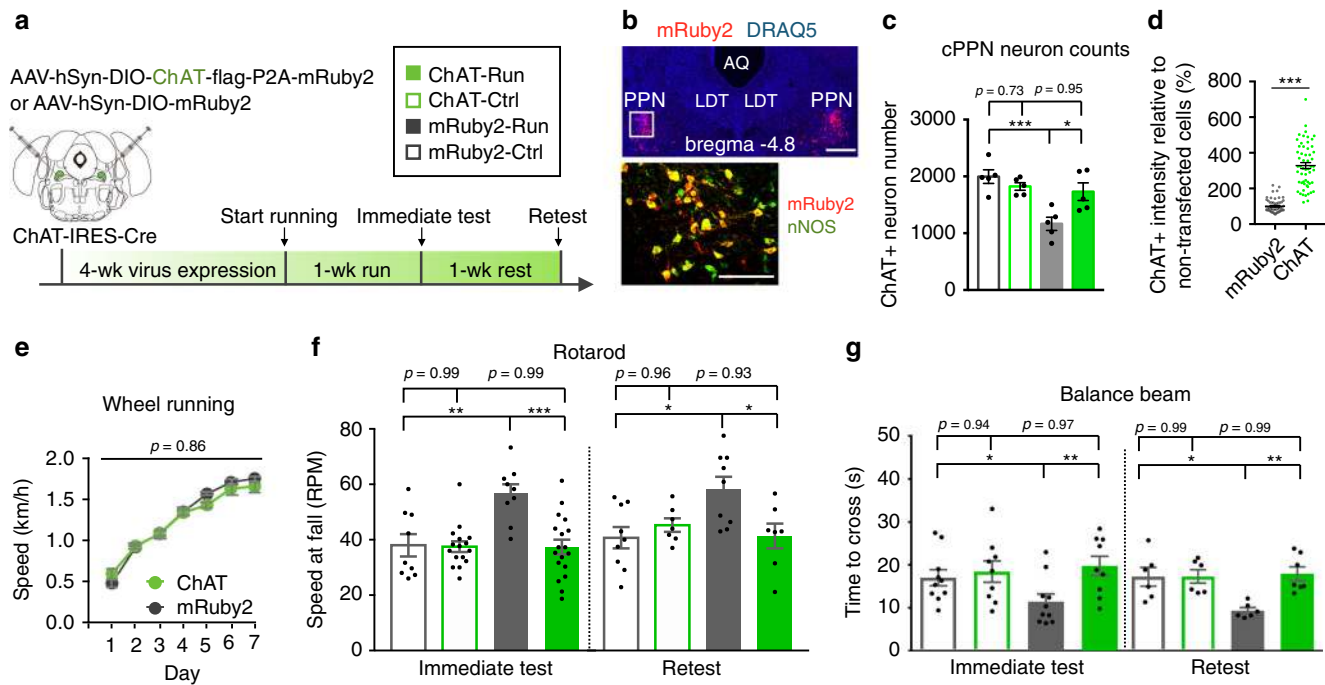 a
AAV-hSyn-DIO-ChAT-flag-P2A-mRuby2
or AAV-hSyn-DIO-mRuby2
ChAT-Run
ChAT-Ctrl
mRuby2-Run
mRuby2-Ctrl
ChAT-IRES-Cre
Start running
Immediate test
Retest
4-wk virus expression
1-wk run
1-wk rest
b
mRuby2 DRAQ5
AQ
PPN LDT LDT PPN
bregma -4.8
mRuby2
nNOS
c
cPPN neuron counts
p = 0.73 p = 0.95
*** *
ChAT+ neuron number
3000
2000
1000
0
d
ChAT+ intensity relative to
non-transfected cells (%)
***
800
600
400
200
0
mRuby2
ChAT
e
Wheel running
p = 0.86
Speed (km/h)
2.0
1.5
1.0
0.5
0.0
ChAT
mRuby2
1 2 3 4 5 6 7
Day
f
Rotarod
p = 0.99 p = 0.99
** ***
p = 0.96 p = 0.93
* *
Speed at fall (RPM)
80
60
40
20
0
Immediate test
Retest
g
Balance beam
p = 0.94 p = 0.97
* **
p = 0.99 p = 0.99
* **
Time to cross (s)
50
40
30
20
10
0
Immediate test
Retest